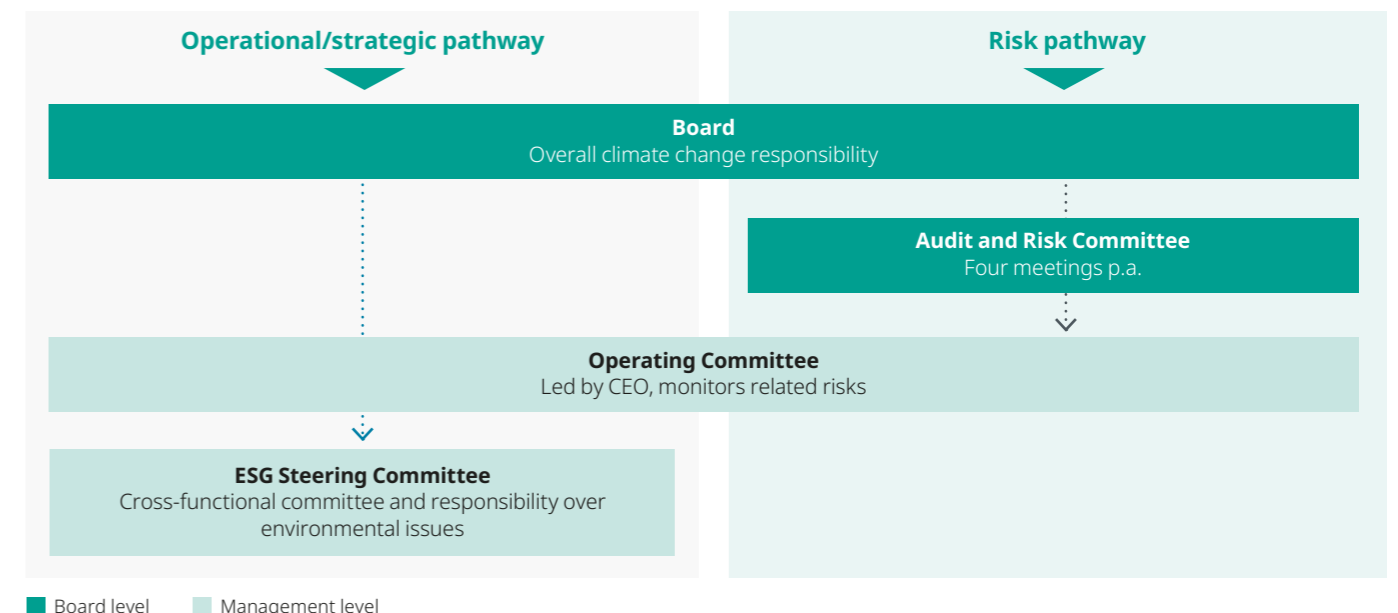 Operational/strategic pathway
Risk pathway
Board
Overall climate change responsibility
Audit and Risk Committee
Four meetings p.a.
Operating Committee
Led by CEO, monitors related risks
ESG Steering Committee
Cross-functional committee and responsibility over
environmental issues
Board level
Management level